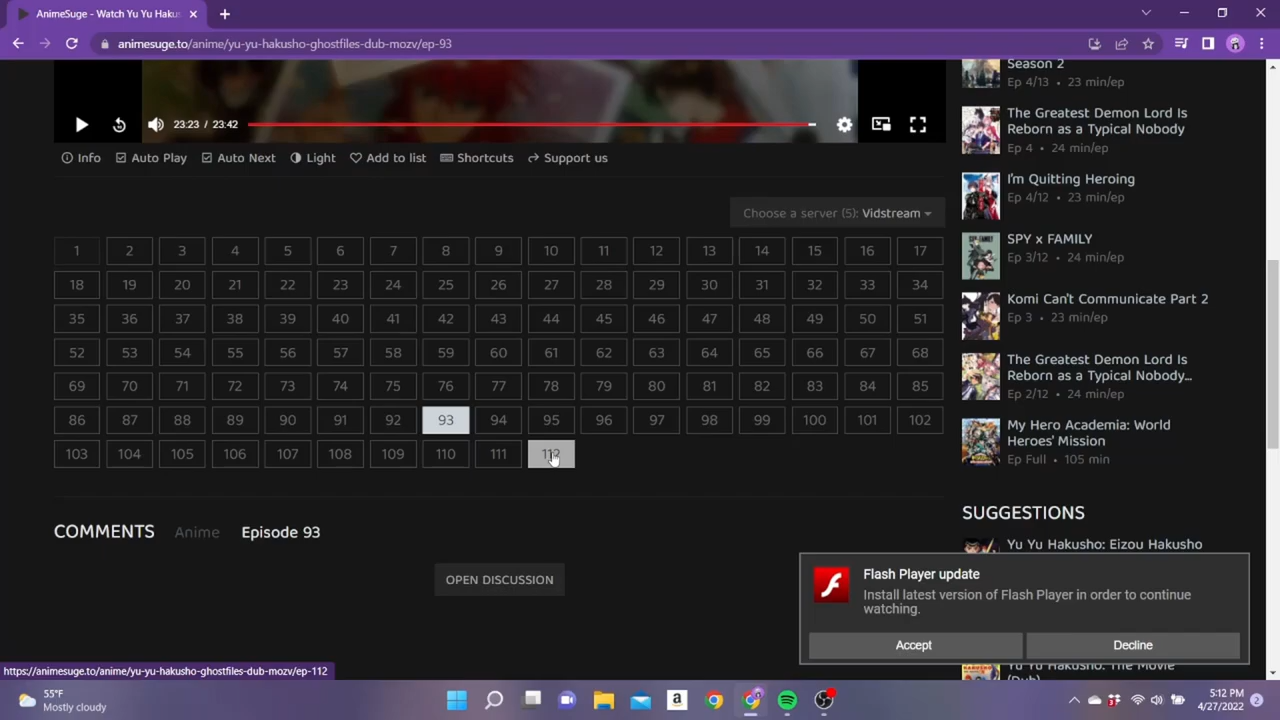 AnimeSuge - Watch Yu Yu Hakus
animesuge.to/anime/yu-yu-hakusho-ghostfiles-dub-mozv/ep-93
23:23 / 23:42
Info Auto Play Auto Next Light Add to list Shortcuts Support us
Choose a server (5): Vidstream
1 2 3 4 5 6 7 8 9 10 11 12 13 14 15 16 17
18 19 20 21 22 23 24 25 26 27 28 29 30 31 32 33 34
35 36 37 38 39 40 41 42 43 44 45 46 47 48 49 50 51
52 53 54 55 56 57 58 59 60 61 62 63 64 65 66 67 68
69 70 71 72 73 74 75 76 77 78 79 80 81 82 83 84 85
86 87 88 89 90 91 92 93 94 95 96 97 98 99 100 101 102
103 104 105 106 107 108 109 110 111 112
COMMENTS Anime Episode 93
OPEN DISCUSSION
Season 2
Ep 4/13 • 23 min/ep
The Greatest Demon Lord Is
Reborn as a Typical Nobody
Ep 4 • 24 min/ep
I'm Quitting Heroing
Ep 4/12 • 23 min/ep
SPY x FAMILY
Ep 3/12 • 24 min/ep
Komi Can't Communicate Part 2
Ep 3 • 23 min/ep
The Greatest Demon Lord Is
Reborn as a Typical Nobody...
Ep 2/12 • 24 min/ep
My Hero Academia: World
Heroes' Mission
Ep Full • 105 min
SUGGESTIONS
Yu Yu Hakusho: Eizou Hakusho
Flash Player update
Install latest version of Flash Player in order to continue
watching.
Accept Decline
Yu Yu Hakusho: The Movie
(Dub)
https://animesuge.to/anime/yu-yu-hakusho-ghostfiles-dub-mozv/ep-112
55°F
Mostly cloudy
5:12 PM
4/27/2022
2